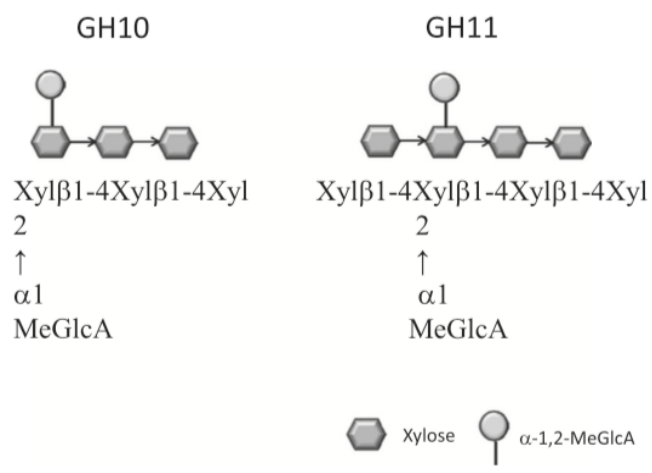 GH10
GH11
Xylβ1-4Xylβ1-4Xyl
2
↑
α1
MeGlcA
Xylβ1-4Xylβ1-4Xylβ1-4Xyl
2
↑
α1
MeGlcA
Xylose
α-1,2-MeGlcA